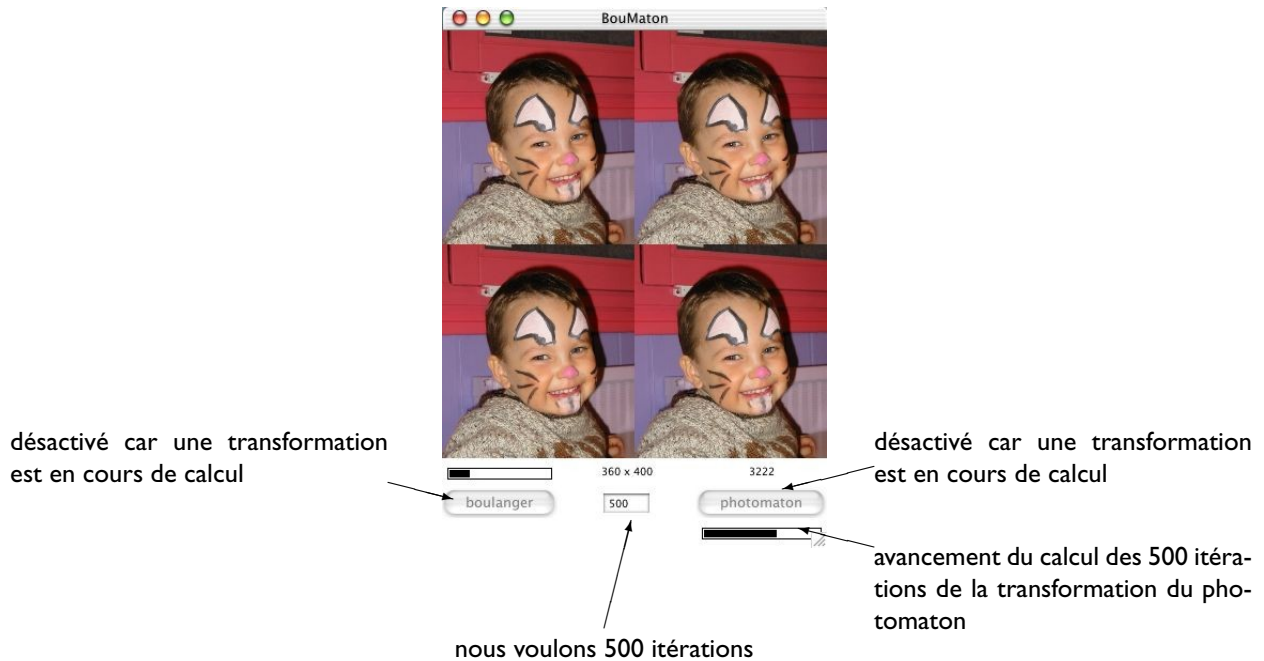 BouMaton
désactivé car une transformation
est en cours de calcul
360 x 400
3222
boulanger
500
photomaton
désactivé car une transformation
est en cours de calcul
avancement du calcul des 500 itéra-
tions de la transformation du pho-
tomaton
nous voulons 500 itérations